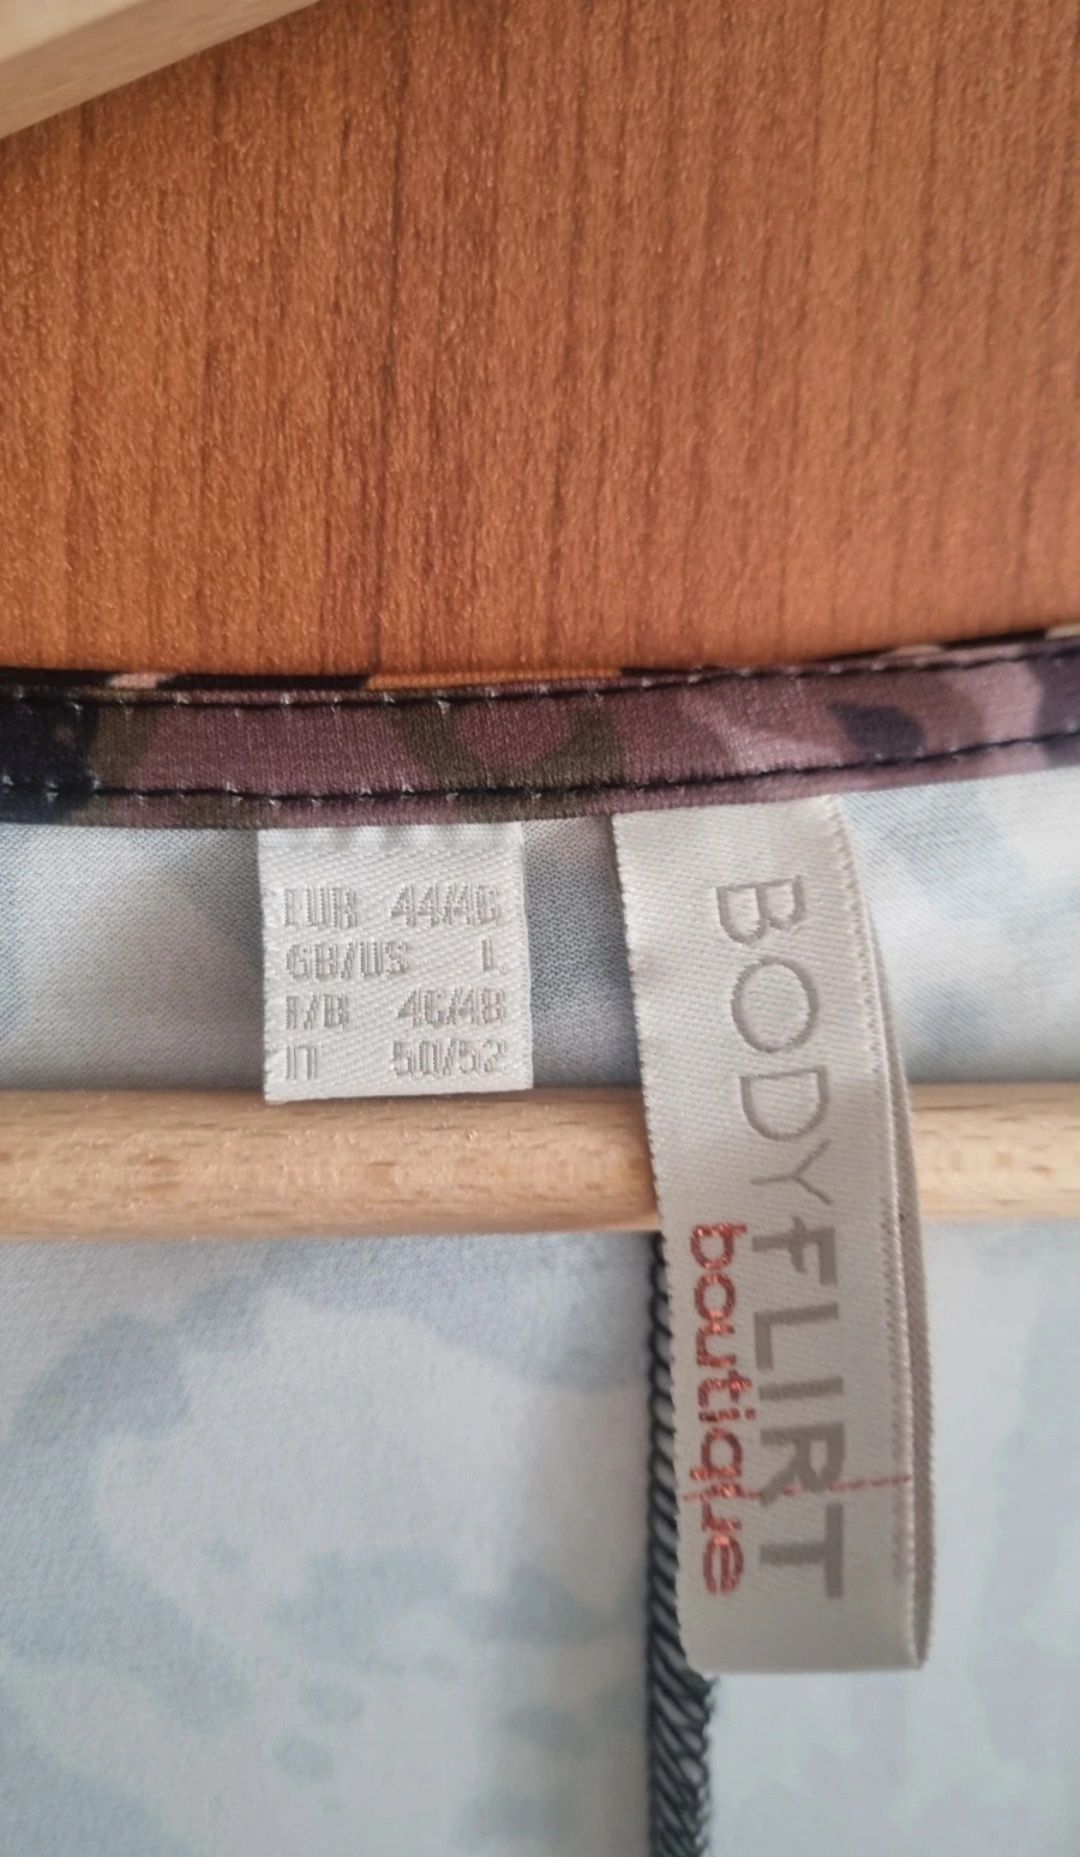 EUR 44/46
GB/US L
F/B 46/48
IT 50/52
BODYFLIRT
boutique